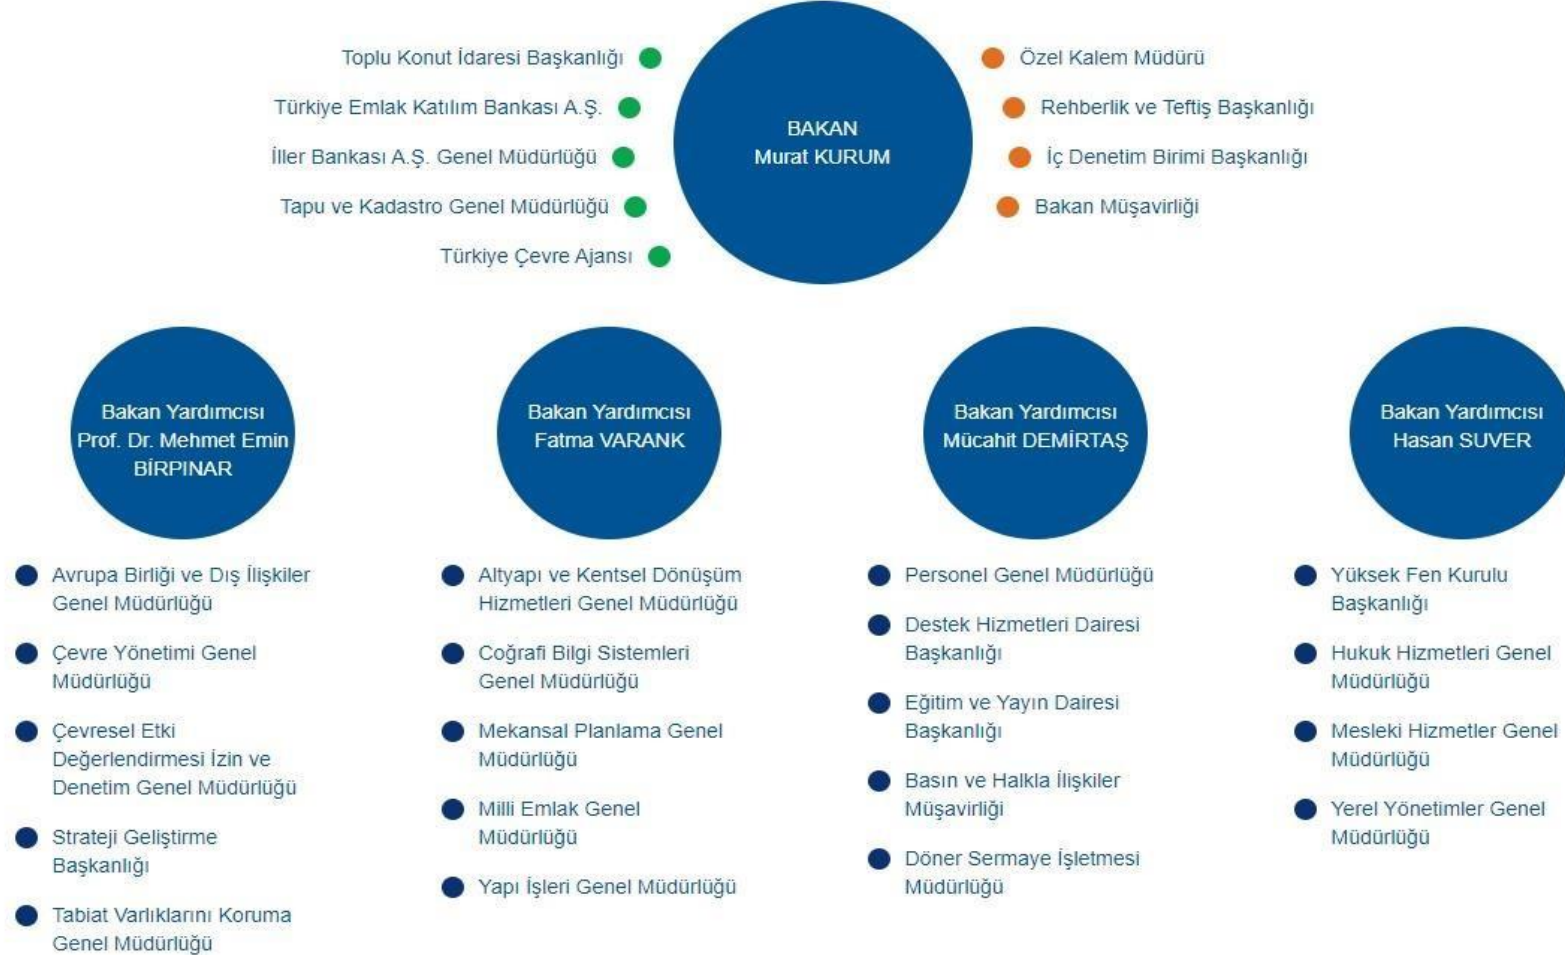 Toplu Konut İdaresi Başkanlığı
Türkiye Emlak Katılım Bankası A.Ş.
İller Bankası A.Ş. Genel Müdürlüğü
Tapu ve Kadastro Genel Müdürlüğü
Türkiye Çevre Ajansı
BAKAN
Murat KURUM
Özel Kalem Müdürü
Rehberlik ve Teftiş Başkanlığı
İç Denetim Birimi Başkanlığı
Bakan Müşavirliği
Bakan Yardımcısı
Prof. Dr. Mehmet Emin
BİRPINAR
Avrupa Birliği ve Dış İlişkiler
Genel Müdürlüğü
Çevre Yönetimi Genel
Müdürlüğü
Çevresel Etki
Değerlendirmesi İzin ve
Denetim Genel Müdürlüğü
Strateji Geliştirme
Başkanlığı
Tabiat Varlıklarını Koruma
Genel Müdürlüğü
Bakan Yardımcısı
Fatma VARANK
Altyapı ve Kentsel Dönüşüm
Hizmetleri Genel Müdürlüğü
Coğrafi Bilgi Sistemleri
Genel Müdürlüğü
Mekansal Planlama Genel
Müdürlüğü
Milli Emlak Genel
Müdürlüğü
Yapı İşleri Genel Müdürlüğü
Bakan Yardımcısı
Mücahit DEMİRTAŞ
Personel Genel Müdürlüğü
Destek Hizmetleri Dairesi
Başkanlığı
Eğitim ve Yayın Dairesi
Başkanlığı
Basın ve Halkla İlişkiler
Müşavirliği
Döner Sermaye İşletmesi
Müdürlüğü
Bakan Yardımcısı
Hasan SUVER
Yüksek Fen Kurulu
Başkanlığı
Hukuk Hizmetleri Genel
Müdürlüğü
Mesleki Hizmetler Genel
Müdürlüğü
Yerel Yönetimler Genel
Müdürlüğü